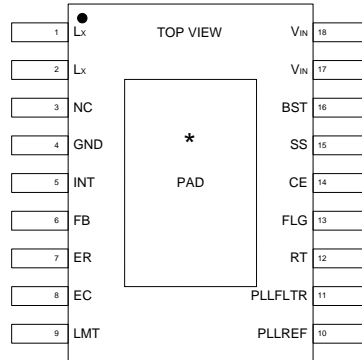 TOP VIEW
1 LX VIN 18
2 LX VIN 17
3 NC BST 16
4 GND * SS 15
5 INT PAD CE 14
6 FB FLG 13
7 ER RT 12
8 EC PLLFLTR 11
9 LMT PLLREF 10